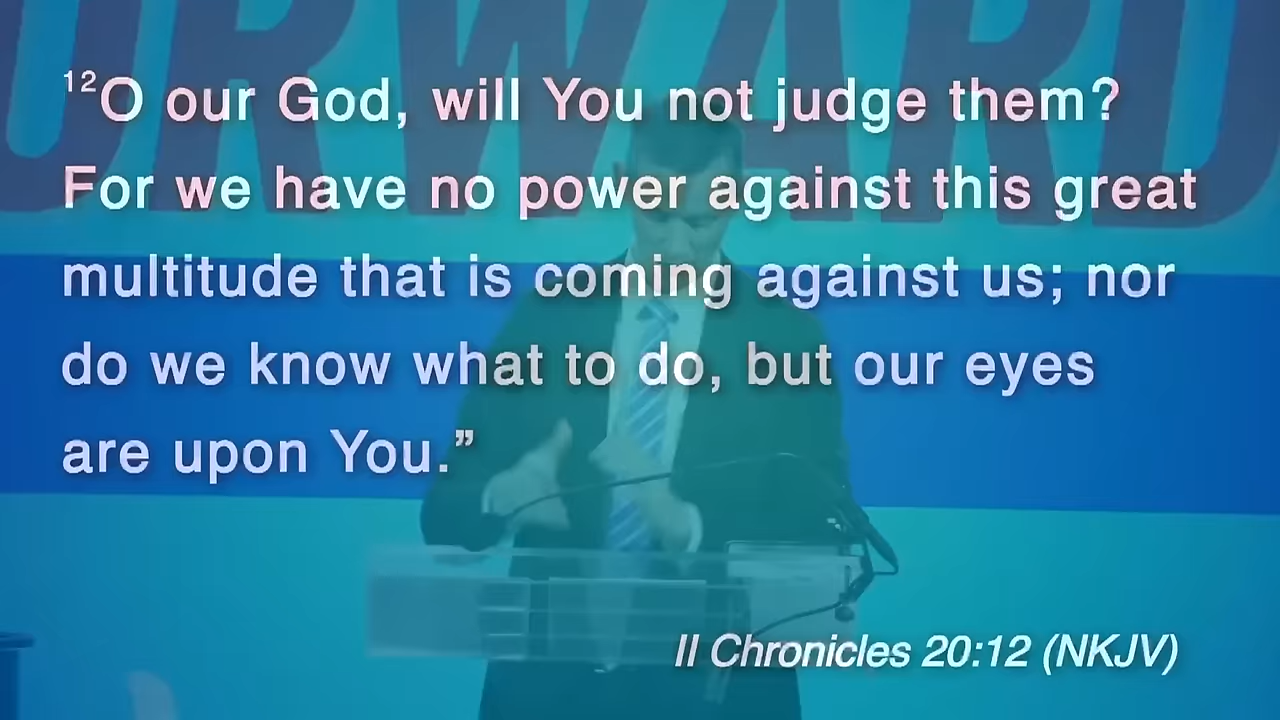 ORWARD
¹²O our God, will You not judge them?
For we have no power against this great
multitude that is coming against us; nor
do we know what to do, but our eyes
are upon You.”
II Chronicles 20:12 (NKJV)